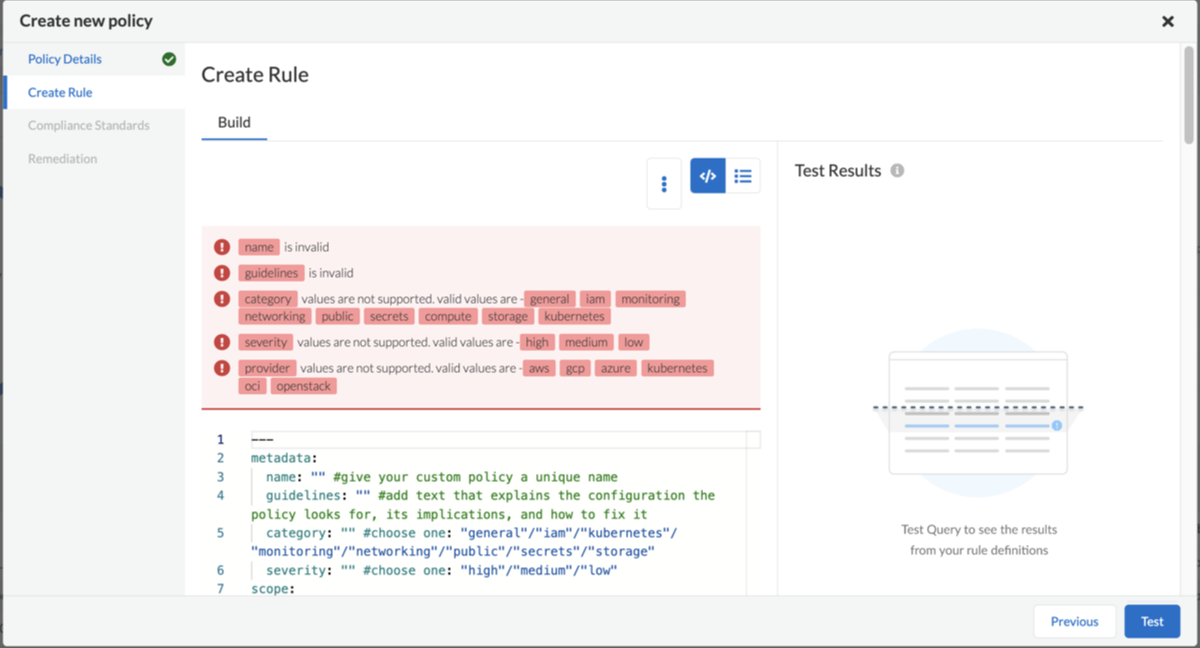 Create new policy
Policy Details
Create Rule
Compliance Standards
Remediation
Create Rule
Build
name is invalid
guidelines is invalid
category values are not supported. valid values are - general iam monitoring
networking public secrets compute storage kubernetes
severity values are not supported. valid values are - high medium low
provider values are not supported. valid values are - aws gcp azure kubernetes
oci openstack
1 ---
2 metadata:
3 name: "" #give your custom policy a unique name
4 guidelines: "" #add text that explains the configuration the
policy looks for, its implications, and how to fix it
5 category: "" #choose one: "general"/"iam"/"kubernetes"/
"monitoring"/"networking"/"public"/"secrets"/"storage"
6 severity: "" #choose one: "high"/"medium"/"low"
7 scope:
Test Results
Test Query to see the results
from your rule definitions
Previous
Test